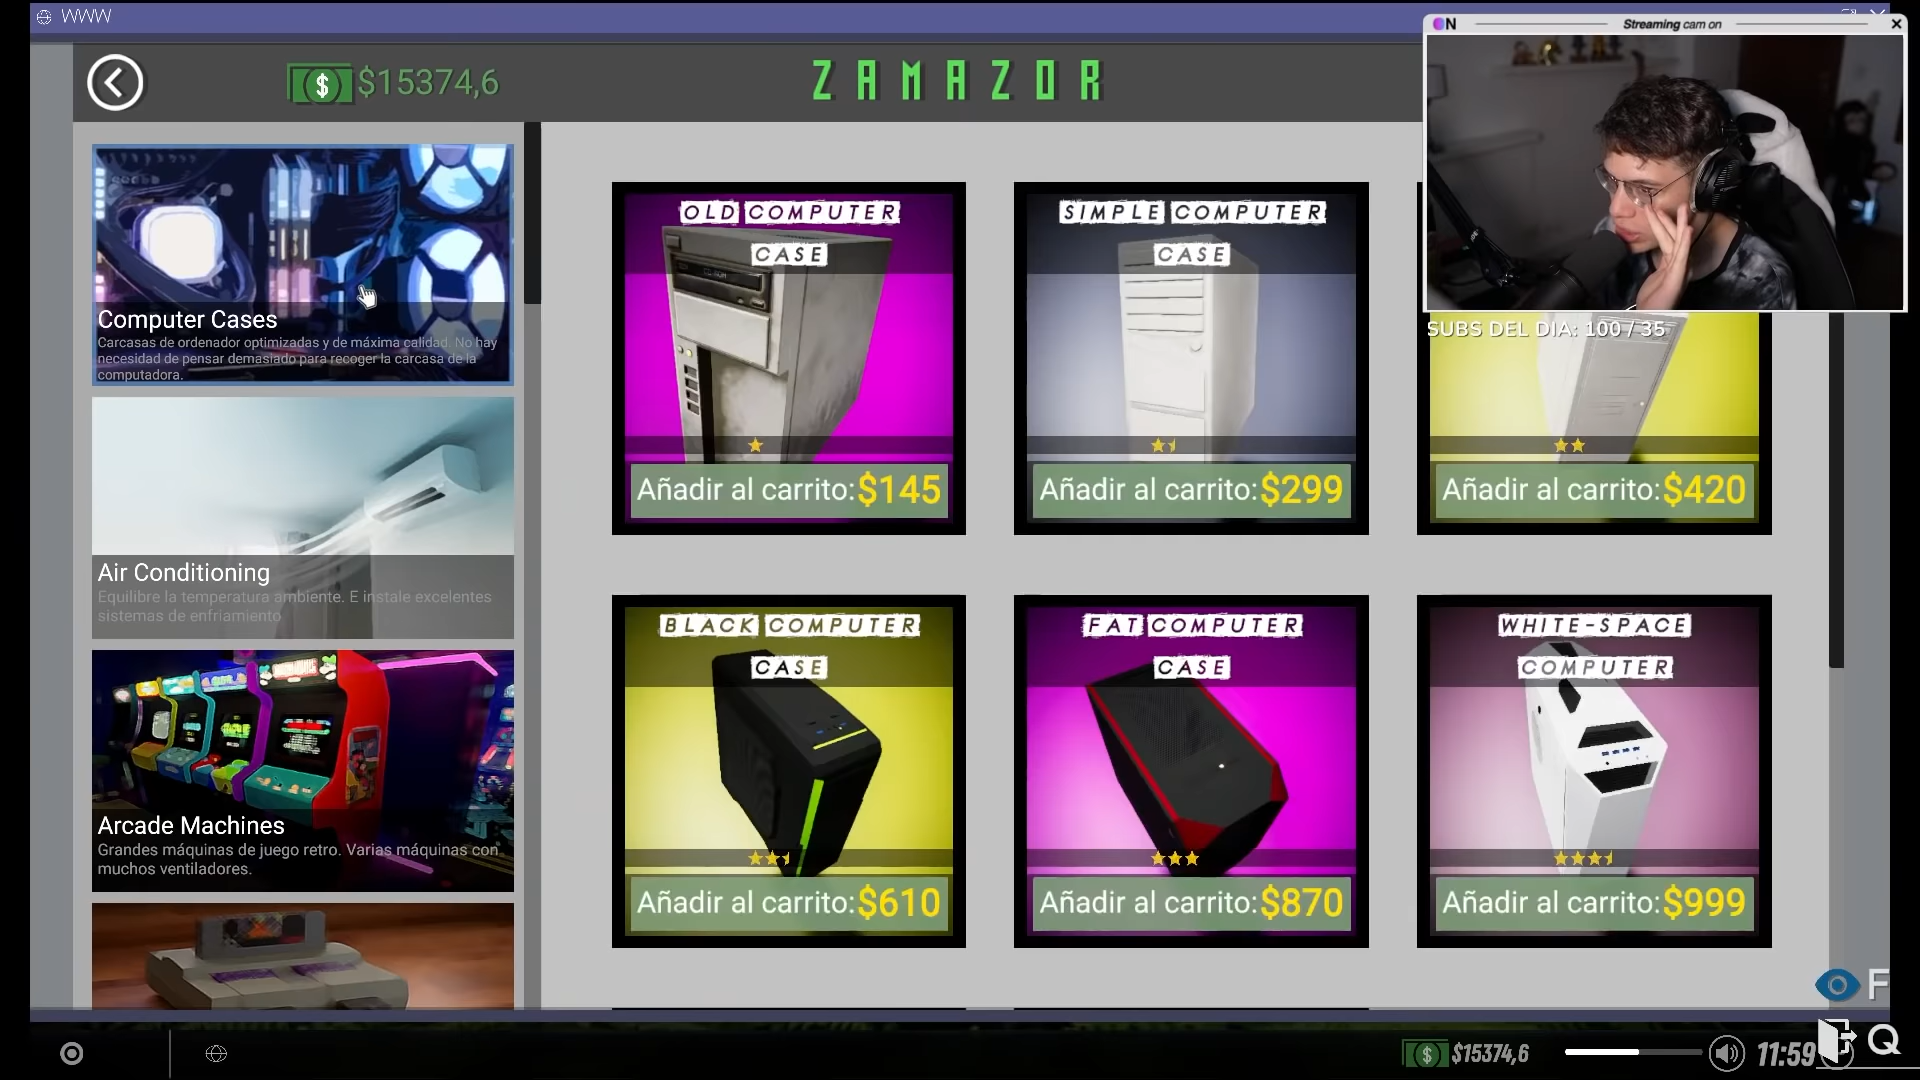 WWW
$15374,6
ZAMAZOR
ON
Streaming cam on
SUBS DEL DIA: 100 / 35
Computer Cases
Carcasas de ordenador optimizadas y de máxima calidad. No hay
necesidad de pensar demasiado para recoger la carcasa de la
computadora.
Air Conditioning
Equilibre la temperatura ambiente. E instale excelentes
sistemas de enfriamiento
Arcade Machines
Grandes máquinas de juego retro. Varias máquinas con
muchos ventiladores.
OLD COMPUTER
CASE
Añadir al carrito:$145
SIMPLE COMPUTER
CASE
Añadir al carrito:$299
Añadir al carrito:$420
BLACK COMPUTER
CASE
Añadir al carrito:$610
FAT COMPUTER
CASE
Añadir al carrito:$870
WHITE-SPACE
COMPUTER
Añadir al carrito:$999
F
$15374,6
11:59
Q